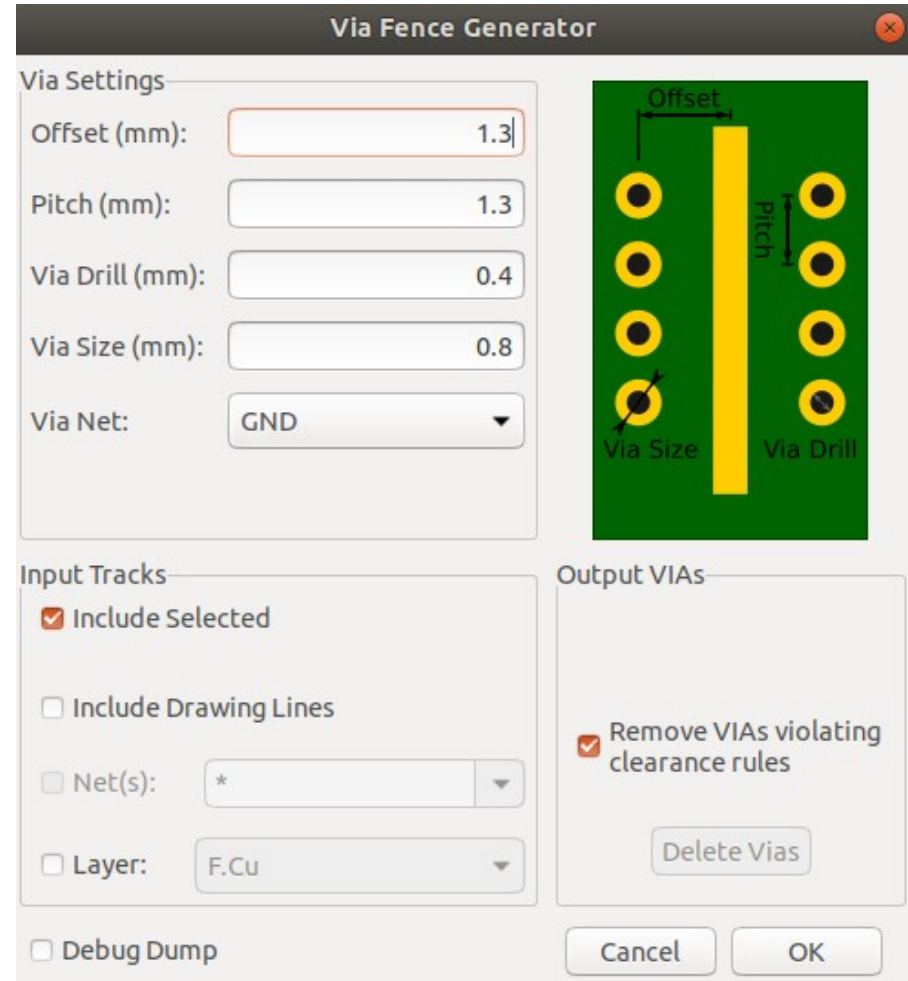 Via Fence Generator
Via Settings
Offset (mm): 1.3
Pitch (mm): 1.3
Via Drill (mm): 0.4
Via Size (mm): 0.8
Via Net: GND
Offset
Pitch
Via Size Via Drill
Input Tracks
Include Selected
Include Drawing Lines
Net(s): *
Layer: F.Cu
Output VIAs
Remove VIAs violating
clearance rules
Delete Vias
Debug Dump
Cancel OK